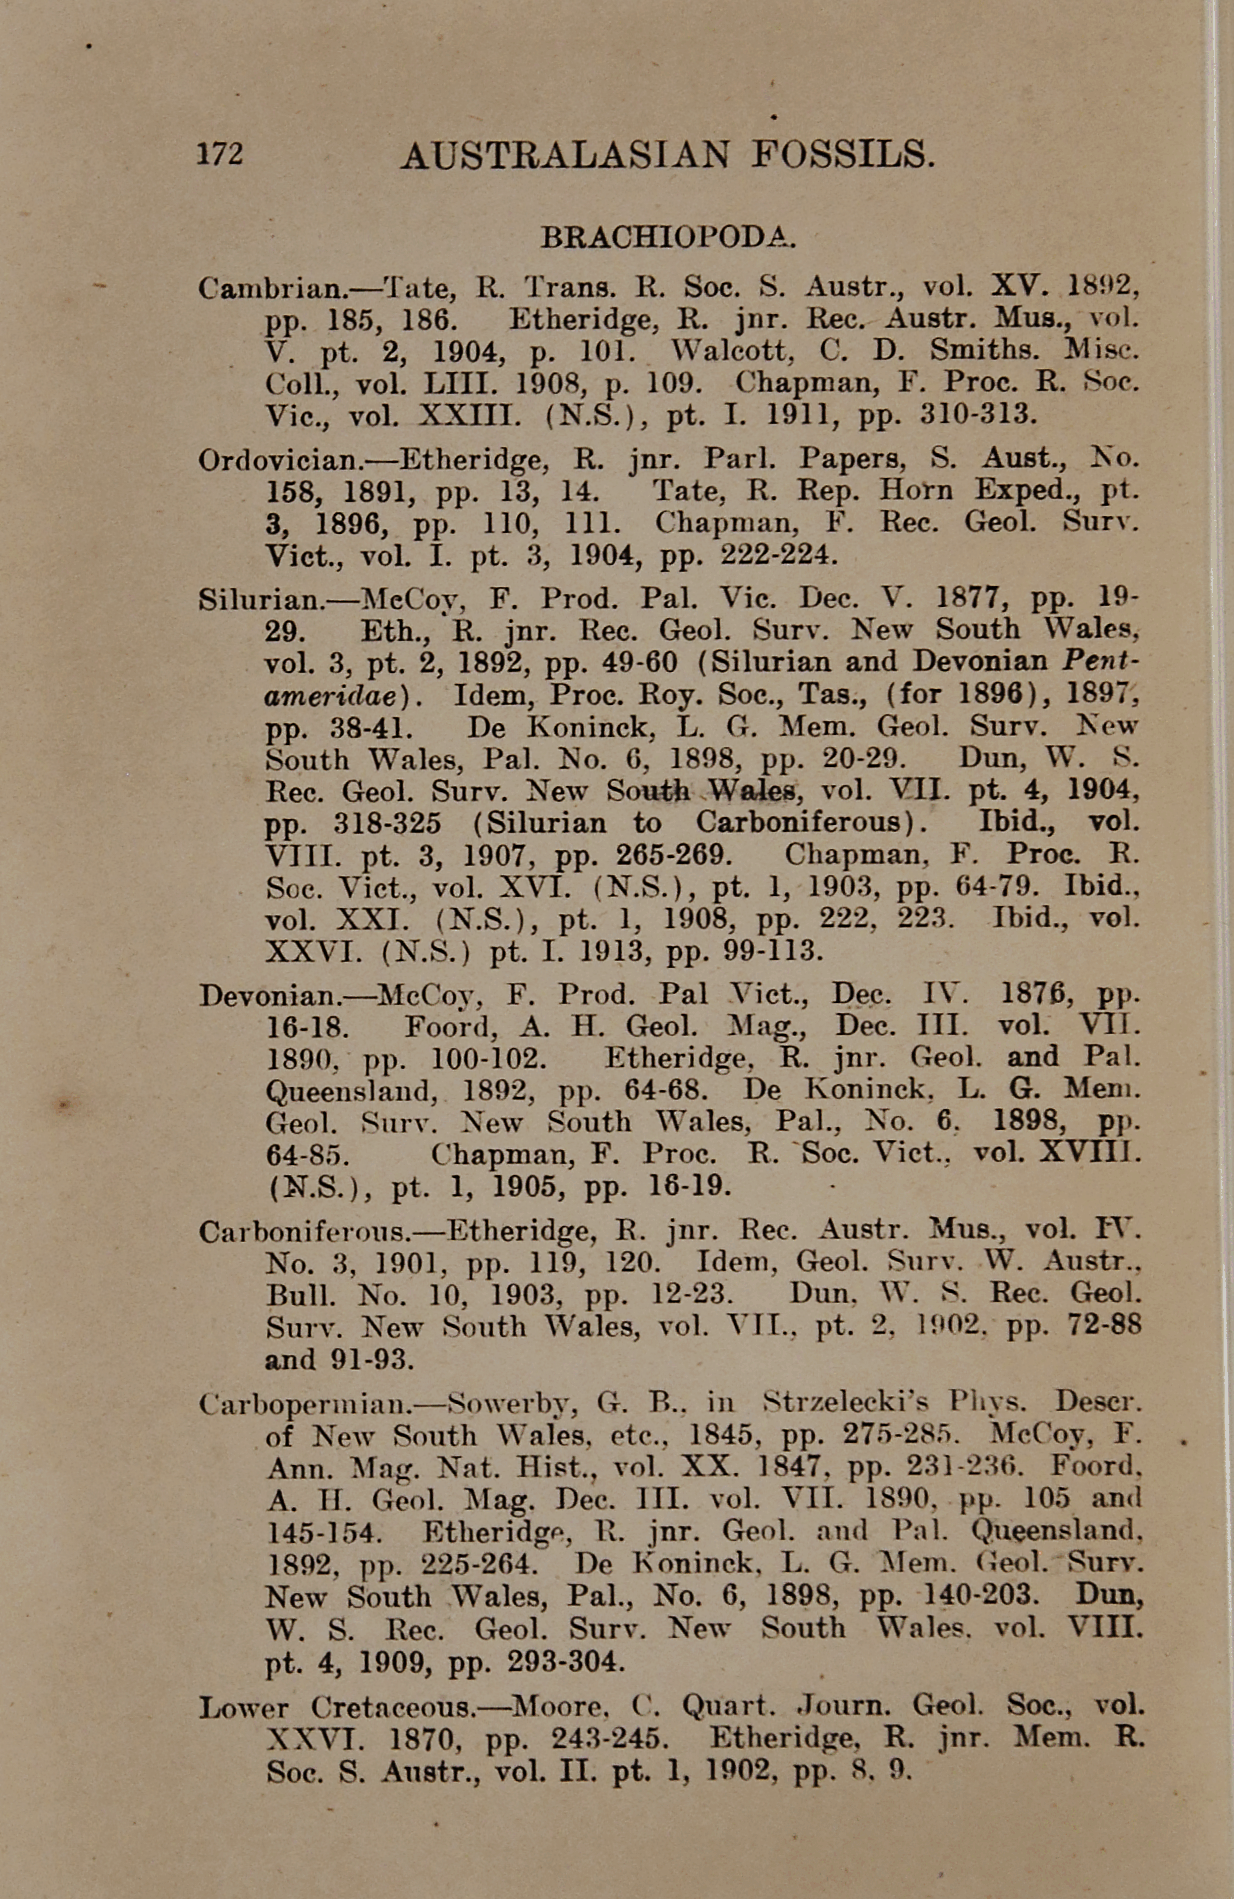 172 AUSTRALASIAN FOSSILS.
BRACHIOPODA.
Cambrian.—Tate, R. Trans. R. Soc. S. Austr., vol. XV. 1892,
pp. 185, 186. Etheridge, R. jnr. Rec. Austr. Mus., vol.
V. pt. 2, 1904, p. 101. Walcott, C. D. Smiths. Misc.
Coll., vol. LIII. 1908, p. 109. Chapman, F. Proc. R. Soc.
Vic., vol. XXIII. (N.S.), pt. I. 1911, pp. 310-313.
Ordovician.—Etheridge, R. jnr. Parl. Papers, S. Aust., No.
158, 1891, pp. 13, 14. Tate, R. Rep. Horn Exped., pt.
3, 1896, pp. 110, 111. Chapman, F. Rec. Geol. Surv.
Vict., vol. I. pt. 3, 1904, pp. 222-224.
Silurian.—McCoy, F. Prod. Pal. Vic. Dec. V. 1877, pp. 19-
29. Eth., R. jnr. Rec. Geol. Surv. New South Wales,
vol. 3, pt. 2, 1892, pp. 49-60 (Silurian and Devonian Pent-
ameridae). Idem, Proc. Roy. Soc., Tas., (for 1896), 1897,
pp. 38-41. De Koninck, L. G. Mem. Geol. Surv. New
South Wales, Pal. No. 6, 1898, pp. 20-29. Dun, W. S.
Rec. Geol. Surv. New South Wales, vol. VII. pt. 4, 1904,
pp. 318-325 (Silurian to Carboniferous). Ibid., vol.
VIII. pt. 3, 1907, pp. 265-269. Chapman, F. Proc. R.
Soc. Vict., vol. XVI. (N.S.), pt. 1, 1903, pp. 64-79. Ibid.,
vol. XXI. (N.S.), pt. 1, 1908, pp. 222, 223. Ibid., vol.
XXVI. (N.S.) pt. I. 1913, pp. 99-113.
Devonian.—McCoy, F. Prod. Pal Vict., Dec. IV. 1876, pp.
16-18. Foord, A. H. Geol. Mag., Dec. III. vol. VII.
1890, pp. 100-102. Etheridge, R. jnr. Geol. and Pal.
Queensland, 1892, pp. 64-68. De Koninck, L. G. Mem.
Geol. Surv. New South Wales, Pal., No. 6, 1898, pp.
64-85. Chapman, F. Proc. R. Soc. Vict., vol. XVIII.
(N.S.), pt. 1, 1905, pp. 16-19.
Carboniferous.—Etheridge, R. jnr. Rec. Austr. Mus., vol. IV.
No. 3, 1901, pp. 119, 120. Idem, Geol. Surv. W. Austr.,
Bull. No. 10, 1903, pp. 12-23. Dun, W. S. Rec. Geol.
Surv. New South Wales, vol. VII., pt. 2, 1902, pp. 72-88
and 91-93.
Carbopermian.—Sowerby, G. B., in Strzelecki's Phys. Descr.
of New South Wales, etc., 1845, pp. 275-285. McCoy, F.
Ann. Mag. Nat. Hist., vol. XX. 1847, pp. 231-236. Foord,
A. H. Geol. Mag. Dec. III. vol. VII. 1890, pp. 105 and
145-154. Etheridge, R. jnr. Geol. and Pal. Queensland,
1892, pp. 225-264. De Koninck, L. G. Mem. Geol. Surv.
New South Wales, Pal., No. 6, 1898, pp. 140-203. Dun,
W. S. Rec. Geol. Surv. New South Wales, vol. VIII.
pt. 4, 1909, pp. 293-304.
Lower Cretaceous.—Moore, C. Quart. Journ. Geol. Soc., vol.
XXVI. 1870, pp. 243-245. Etheridge, R. jnr. Mem. R.
Soc. S. Austr., vol. II. pt. 1, 1902, pp. 8, 9.